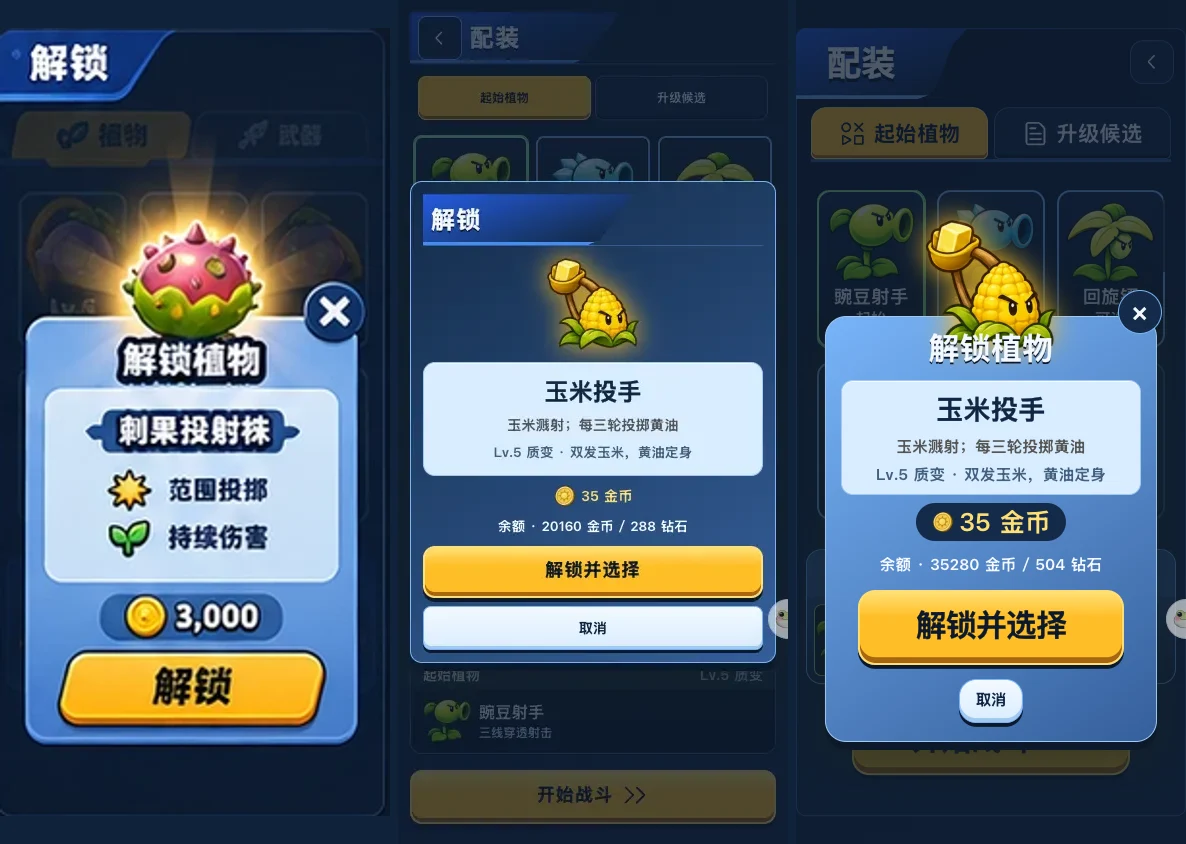 解锁
植物
武器
Lv.6
解锁植物
刺果投射株
范围投掷
持续伤害
3,000
解锁
配装
起始植物
升级候选
解锁
玉米投手
玉米溅射；每三轮投掷黄油
Lv.5 质变 · 双发玉米，黄油定身
35 金币
余额 · 20160 金币 / 288 钻石
解锁并选择
取消
起始植物
Lv.5 质变
豌豆射手
三线穿透射击
开始战斗
配装
起始植物
升级候选
豌豆射手
回旋
解锁植物
玉米投手
玉米溅射；每三轮投掷黄油
Lv.5 质变 · 双发玉米，黄油定身
35 金币
余额 · 35280 金币 / 504 钻石
解锁并选择
取消